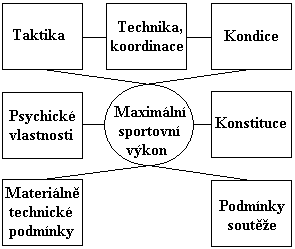 Taktika
Technika,
koordinace
Kondice
Psychické
vlastnosti
Maximální
sportovní
výkon
Konstituce
Materiálně
technické
podmínky
Podmínky
soutěže